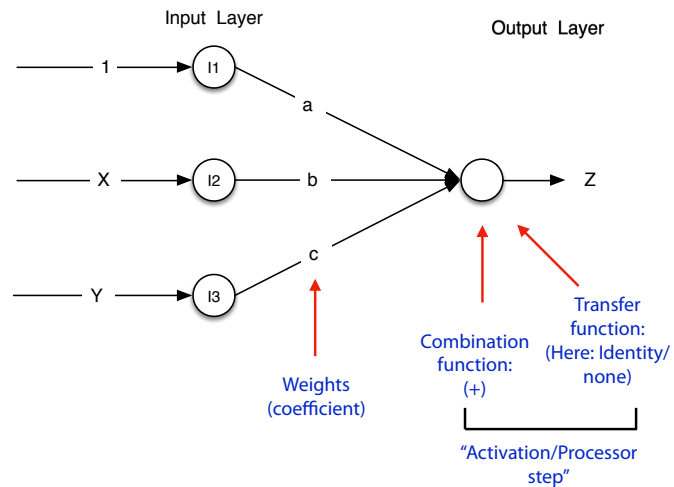 Input Layer
Output Layer
1
I1
a
X
I2
b
Z
c
Y
I3
Weights
(coefficient)
Combination
function:
(+)
Transfer
function:
(Here: Identity/
none)
“Activation/Processor
step”